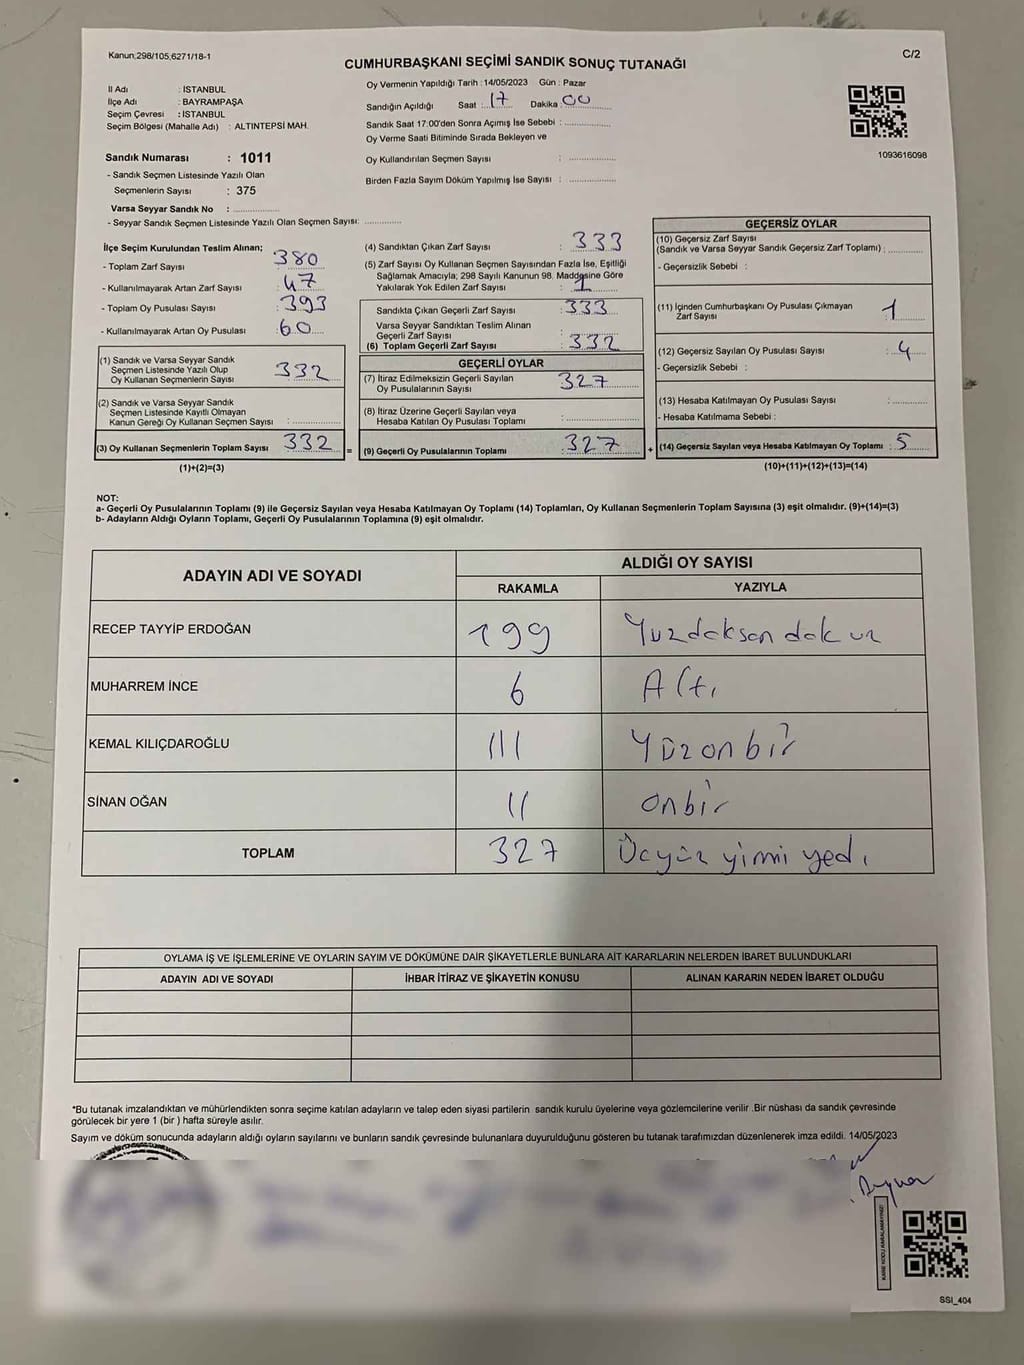 Kanun:298/105,6271/18-1
C/2
CUMHURBAŞKANI SEÇİMİ SANDIK SONUÇ TUTANAĞI
İl Adı : İSTANBUL
İlçe Adı : BAYRAMPAŞA
Seçim Çevresi : İSTANBUL
Seçim Bölgesi (Mahalle Adı) : ALTINTEPSİ MAH.
Oy Vermenin Yapıldığı Tarih : 14/05/2023 Gün : Pazar
Sandığın Açıldığı Saat : 17 Dakika 00
Sandık Saat 17:00'den Sonra Açımış İse Sebebi :
Oy Verme Saati Bitiminde Sırada Bekleyen ve
Oy Kullandırılan Seçmen Sayısı :
Birden Fazla Sayım Döküm Yapılmış İse Sayısı :
1093616098
Sandık Numarası : 1011
- Sandık Seçmen Listesinde Yazılı Olan
Seçmenlerin Sayısı : 375
Varsa Seyyar Sandık No :
- Seyyar Sandık Seçmen Listesinde Yazılı Olan Seçmen Sayısı:
İlçe Seçim Kurulundan Teslim Alınan;
- Toplam Zarf Sayısı : 380
- Kullanılmayarak Artan Zarf Sayısı : 47
- Toplam Oy Pusulası Sayısı : 393
- Kullanılmayarak Artan Oy Pusulası : 60
(1) Sandık ve Varsa Seyyar Sandık
Seçmen Listesinde Yazılı Olup
Oy Kullanan Seçmenlerin Sayısı : 332
(2) Sandık ve Varsa Seyyar Sandık
Seçmen Listesinde Kayıtlı Olmayan
Kanun Gereği Oy Kullanan Seçmen Sayısı :
(3) Oy Kullanan Seçmenlerin Toplam Sayısı : 332
(1)+(2)=(3)
(4) Sandıktan Çıkan Zarf Sayısı : 333
(5) Zarf Sayısı Oy Kullanan Seçmen Sayısından Fazla İse, Eşitliği
Sağlamak Amacıyla; 298 Sayılı Kanunun 98. Maddesine Göre
Yakılarak Yok Edilen Zarf Sayısı : 1
Sandıkta Çıkan Geçerli Zarf Sayısı : 333
Varsa Seyyar Sandıktan Teslim Alınan
Geçerli Zarf Sayısı
(6) Toplam Geçerli Zarf Sayısı : 332
GEÇERLİ OYLAR
(7) İtiraz Edilmeksizin Geçerli Sayılan
Oy Pusulalarının Sayısı : 327
(8) İtiraz Üzerine Geçerli Sayılan veya
Hesaba Katılan Oy Pusulası Toplamı :
= (9) Geçerli Oy Pusulalarının Toplamı : 327
GEÇERSİZ OYLAR
(10) Geçersiz Zarf Sayısı
(Sandık ve Varsa Seyyar Sandık Geçersiz Zarf Toplamı) :
- Geçersizlik Sebebi :
(11) İçinden Cumhurbaşkanı Oy Pusulası Çıkmayan
Zarf Sayısı : 1
(12) Geçersiz Sayılan Oy Pusulası Sayısı : 4
- Geçersizlik Sebebi :
(13) Hesaba Katılmayan Oy Pusulası Sayısı :
- Hesaba Katılmama Sebebi :
+ (14) Geçersiz Sayılan veya Hesaba Katılmayan Oy Toplamı : 5
(10)+(11)+(12)+(13)=(14)
NOT:
a- Geçerli Oy Pusulalarının Toplamı (9) ile Geçersiz Sayılan veya Hesaba Katılmayan Oy Toplamı (14) Toplamları, Oy Kullanan Seçmenlerin Toplam Sayısına (3) eşit olmalıdır. (9)+(14)=(3)
b- Adayların Aldığı Oyların Toplamı, Geçerli Oy Pusulalarının Toplamına (9) eşit olmalıdır.
ADAYIN ADI VE SOYADI ALDIĞI OY SAYISI
RAKAMLA YAZIYLA
RECEP TAYYİP ERDOĞAN 199 Yuzdoksan dokuz
MUHARREM İNCE 6 Altı
KEMAL KILIÇDAROĞLU 111 Yüzonbir
SİNAN OĞAN 11 onbir
TOPLAM 327 Üçyüz yirmi yedi
OYLAMA İŞ VE İŞLEMLERİNE VE OYLARIN SAYIM VE DÖKÜMÜNE DAİR ŞİKAYETLERLE BUNLARA AİT KARARLARIN NELERDEN İBARET BULUNDUKLARI
ADAYIN ADI VE SOYADI İHBAR İTİRAZ VE ŞİKAYETİN KONUSU ALINAN KARARIN NEDEN İBARET OLDUĞU
*Bu tutanak imzalandıktan ve mühürlendikten sonra seçime katılan adayların ve talep eden siyasi partilerin sandık kurulu üyelerine veya gözlemcilerine verilir .Bir nüshası da sandık çevresinde
görülecek bir yere 1 (bir ) hafta süreyle asılır.
Sayım ve döküm sonucunda adayların aldığı oyların sayılarını ve bunların sandık çevresinde bulunanlara duyurulduğunu gösteren bu tutanak tarafımızdan düzenlenerek imza edildi. 14/05/2023
KARE KODU KARALAMAYINIZ!
SSI_404